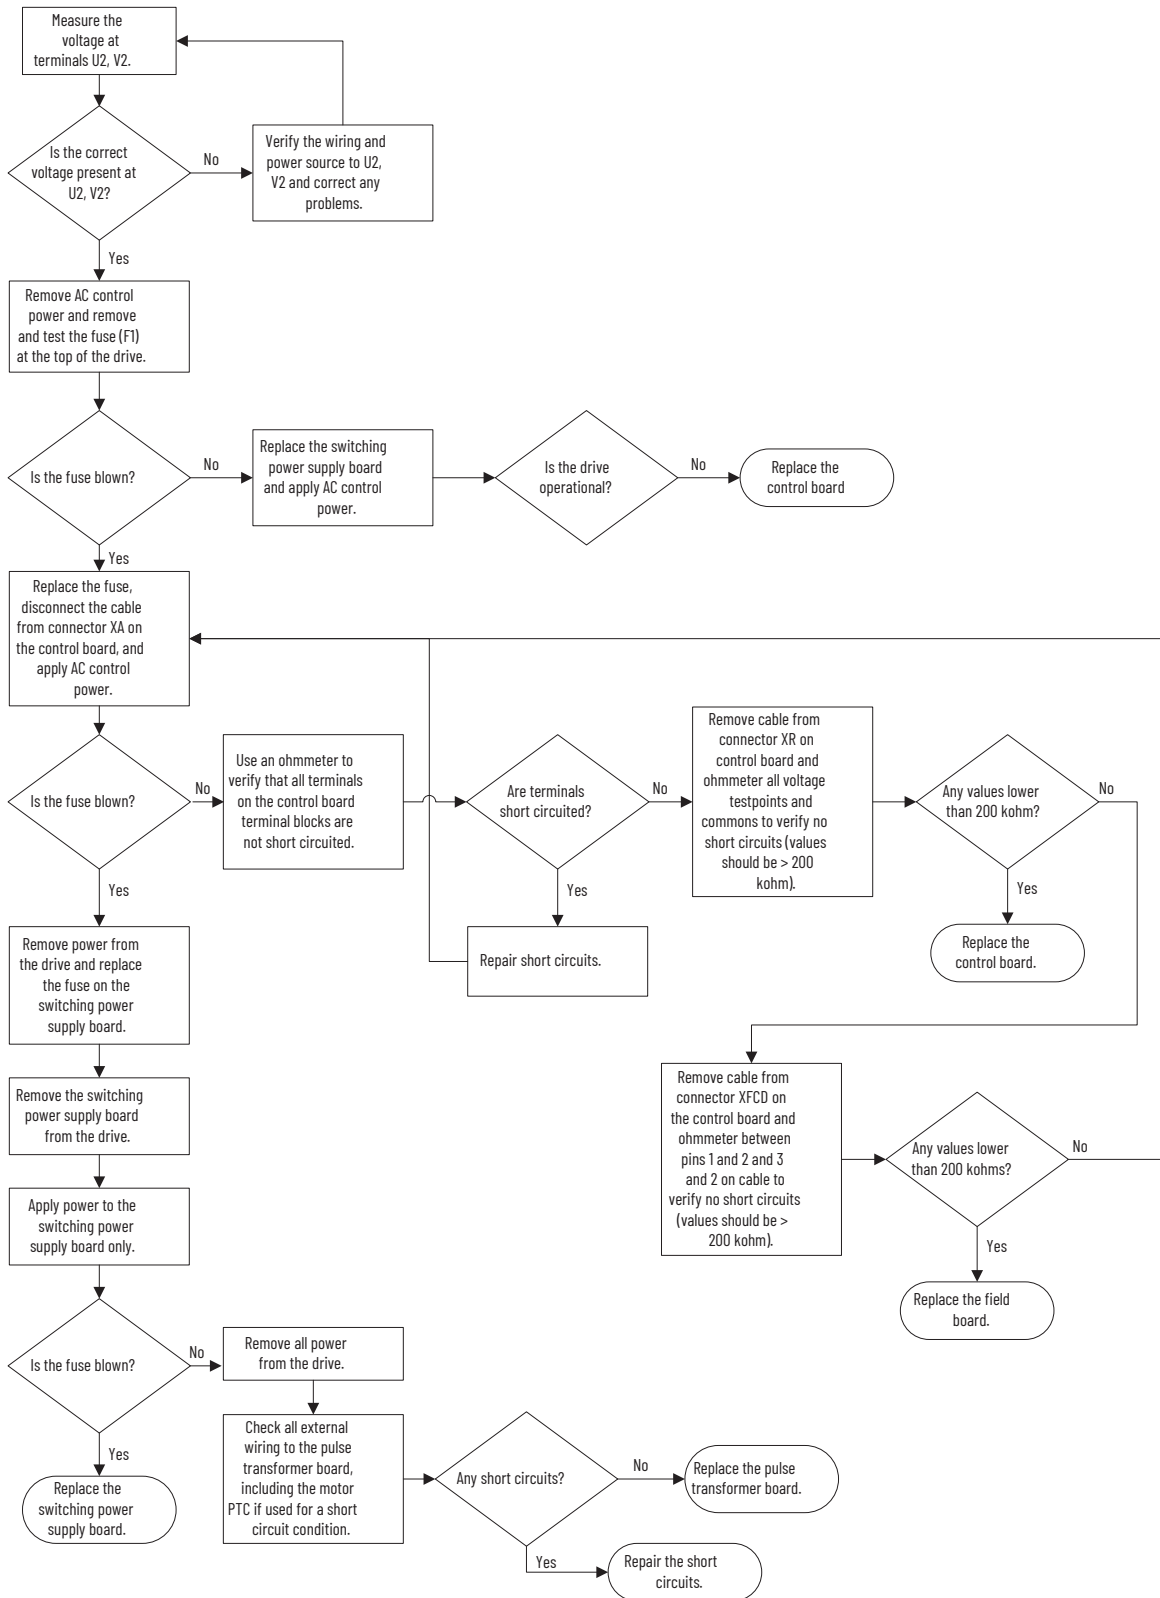 Measure the
voltage at
terminals U2, V2.
Is the correct
voltage present at
U2, V2?
No
Verify the wiring and
power source to U2,
V2 and correct any
problems.
Yes
Remove AC control
power and remove
and test the fuse (F1)
at the top of the drive.
Is the fuse blown?
No
Replace the switching
power supply board
and apply AC control
power.
Is the drive
operational?
No
Replace the
control board
Yes
Replace the fuse,
disconnect the cable
from connector XA on
the control board, and
apply AC control
power.
Is the fuse blown?
No
Use an ohmmeter to
verify that all terminals
on the control board
terminal blocks are
not short circuited.
Are terminals
short circuited?
No
Remove cable from
connector XR on
control board and
ohmmeter all voltage
testpoints and
commons to verify no
short circuits (values
should be > 200
kohm).
Any values lower
than 200 kohm?
No
Yes
Repair short circuits.
Yes
Replace the
control board.
Yes
Remove power from
the drive and replace
the fuse on the
switching power
supply board.
Remove the switching
power supply board
from the drive.
Remove cable from
connector XFCD on
the control board and
ohmmeter between
pins 1 and 2 and 3
and 2 on cable to
verify no short circuits
(values should be >
200 kohm).
Any values lower
than 200 kohms?
No
Yes
Replace the field
board.
Apply power to the
switching power
supply board only.
Is the fuse blown?
No
Remove all power
from the drive.
Check all external
wiring to the pulse
transformer board,
including the motor
PTC if used for a short
circuit condition.
Any short circuits?
No
Replace the pulse
transformer board.
Yes
Replace the
switching power
supply board.
Yes
Repair the short
circuits.